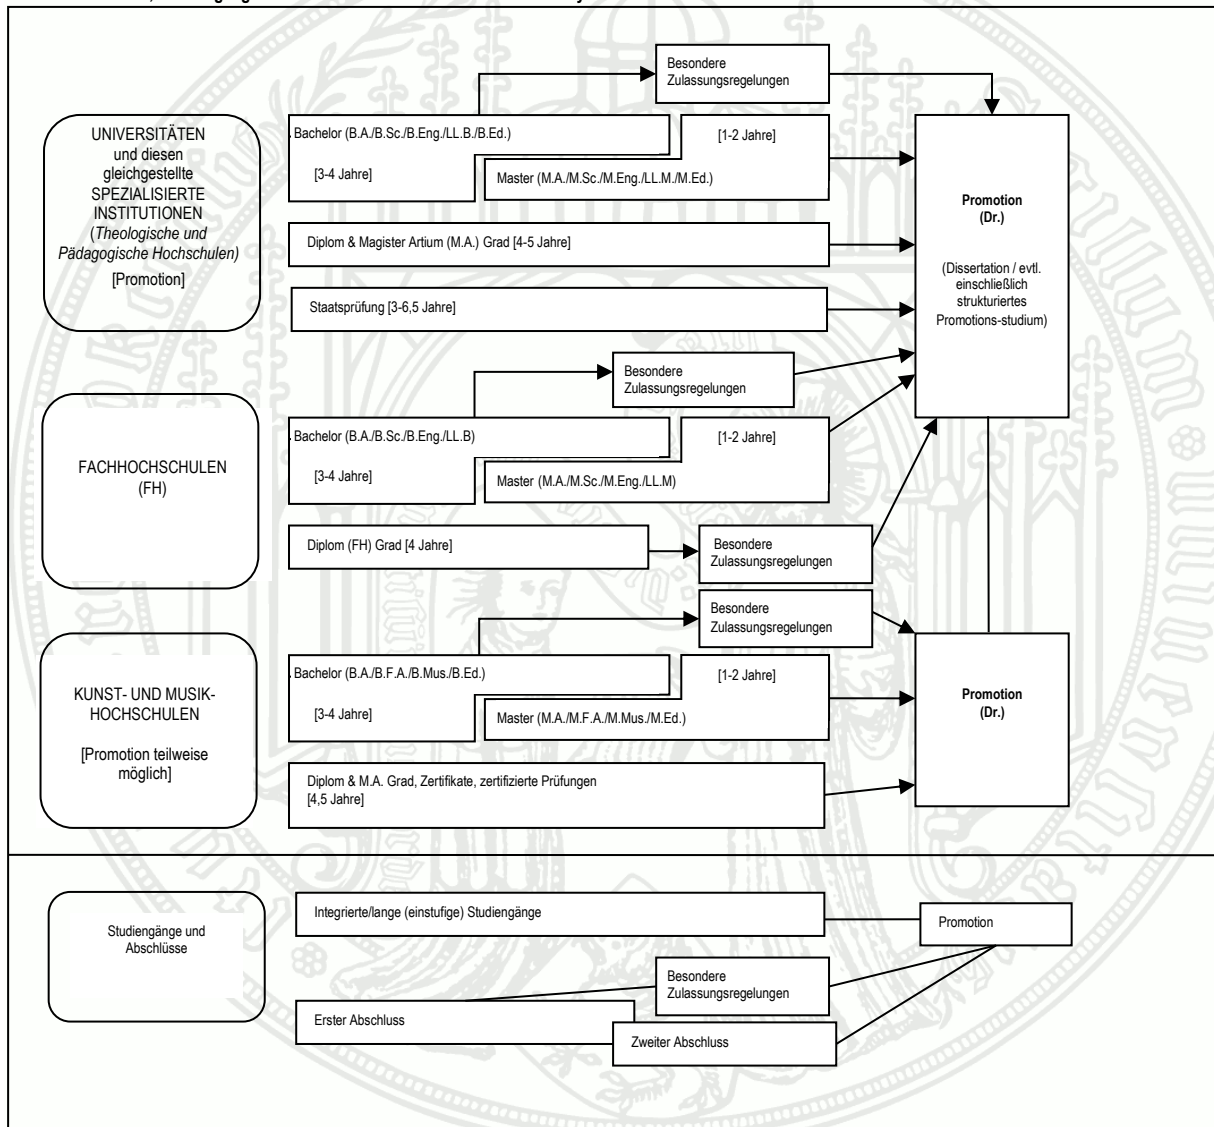 Besondere
Zulassungsregelungen
UNIVERSITÄTEN
und diesen
gleichgestellte
SPEZIALISIERTE
INSTITUTIONEN
(Theologische und
Pädagogische Hochschulen)
[Promotion]
Bachelor (B.A./B.Sc./B.Eng./LL.B./B.Ed.)
[3-4 Jahre]
[1-2 Jahre]
Master (M.A./M.Sc./M.Eng./LL.M./M.Ed.)
Diplom & Magister Artium (M.A.) Grad [4-5 Jahre]
Staatsprüfung [3-6,5 Jahre]
Promotion
(Dr.)
(Dissertation / evtl.
einschließlich
strukturiertes
Promotions-studium)
Besondere
Zulassungsregelungen
FACHHOCHSCHULEN
(FH)
Bachelor (B.A./B.Sc./B.Eng./LL.B)
[3-4 Jahre]
[1-2 Jahre]
Master (M.A./M.Sc./M.Eng./LL.M)
Diplom (FH) Grad [4 Jahre]
Besondere
Zulassungsregelungen
Besondere
Zulassungsregelungen
KUNST- UND MUSIK-
HOCHSCHULEN
[Promotion teilweise
möglich]
Bachelor (B.A./B.F.A./B.Mus./B.Ed.)
[3-4 Jahre]
[1-2 Jahre]
Master (M.A./M.F.A./M.Mus./M.Ed.)
Diplom & M.A. Grad, Zertifikate, zertifizierte Prüfungen
[4,5 Jahre]
Promotion
(Dr.)
Studiengänge und
Abschlüsse
Integrierte/lange (einstufige) Studiengänge
Promotion
Besondere
Zulassungsregelungen
Erster Abschluss
Zweiter Abschluss